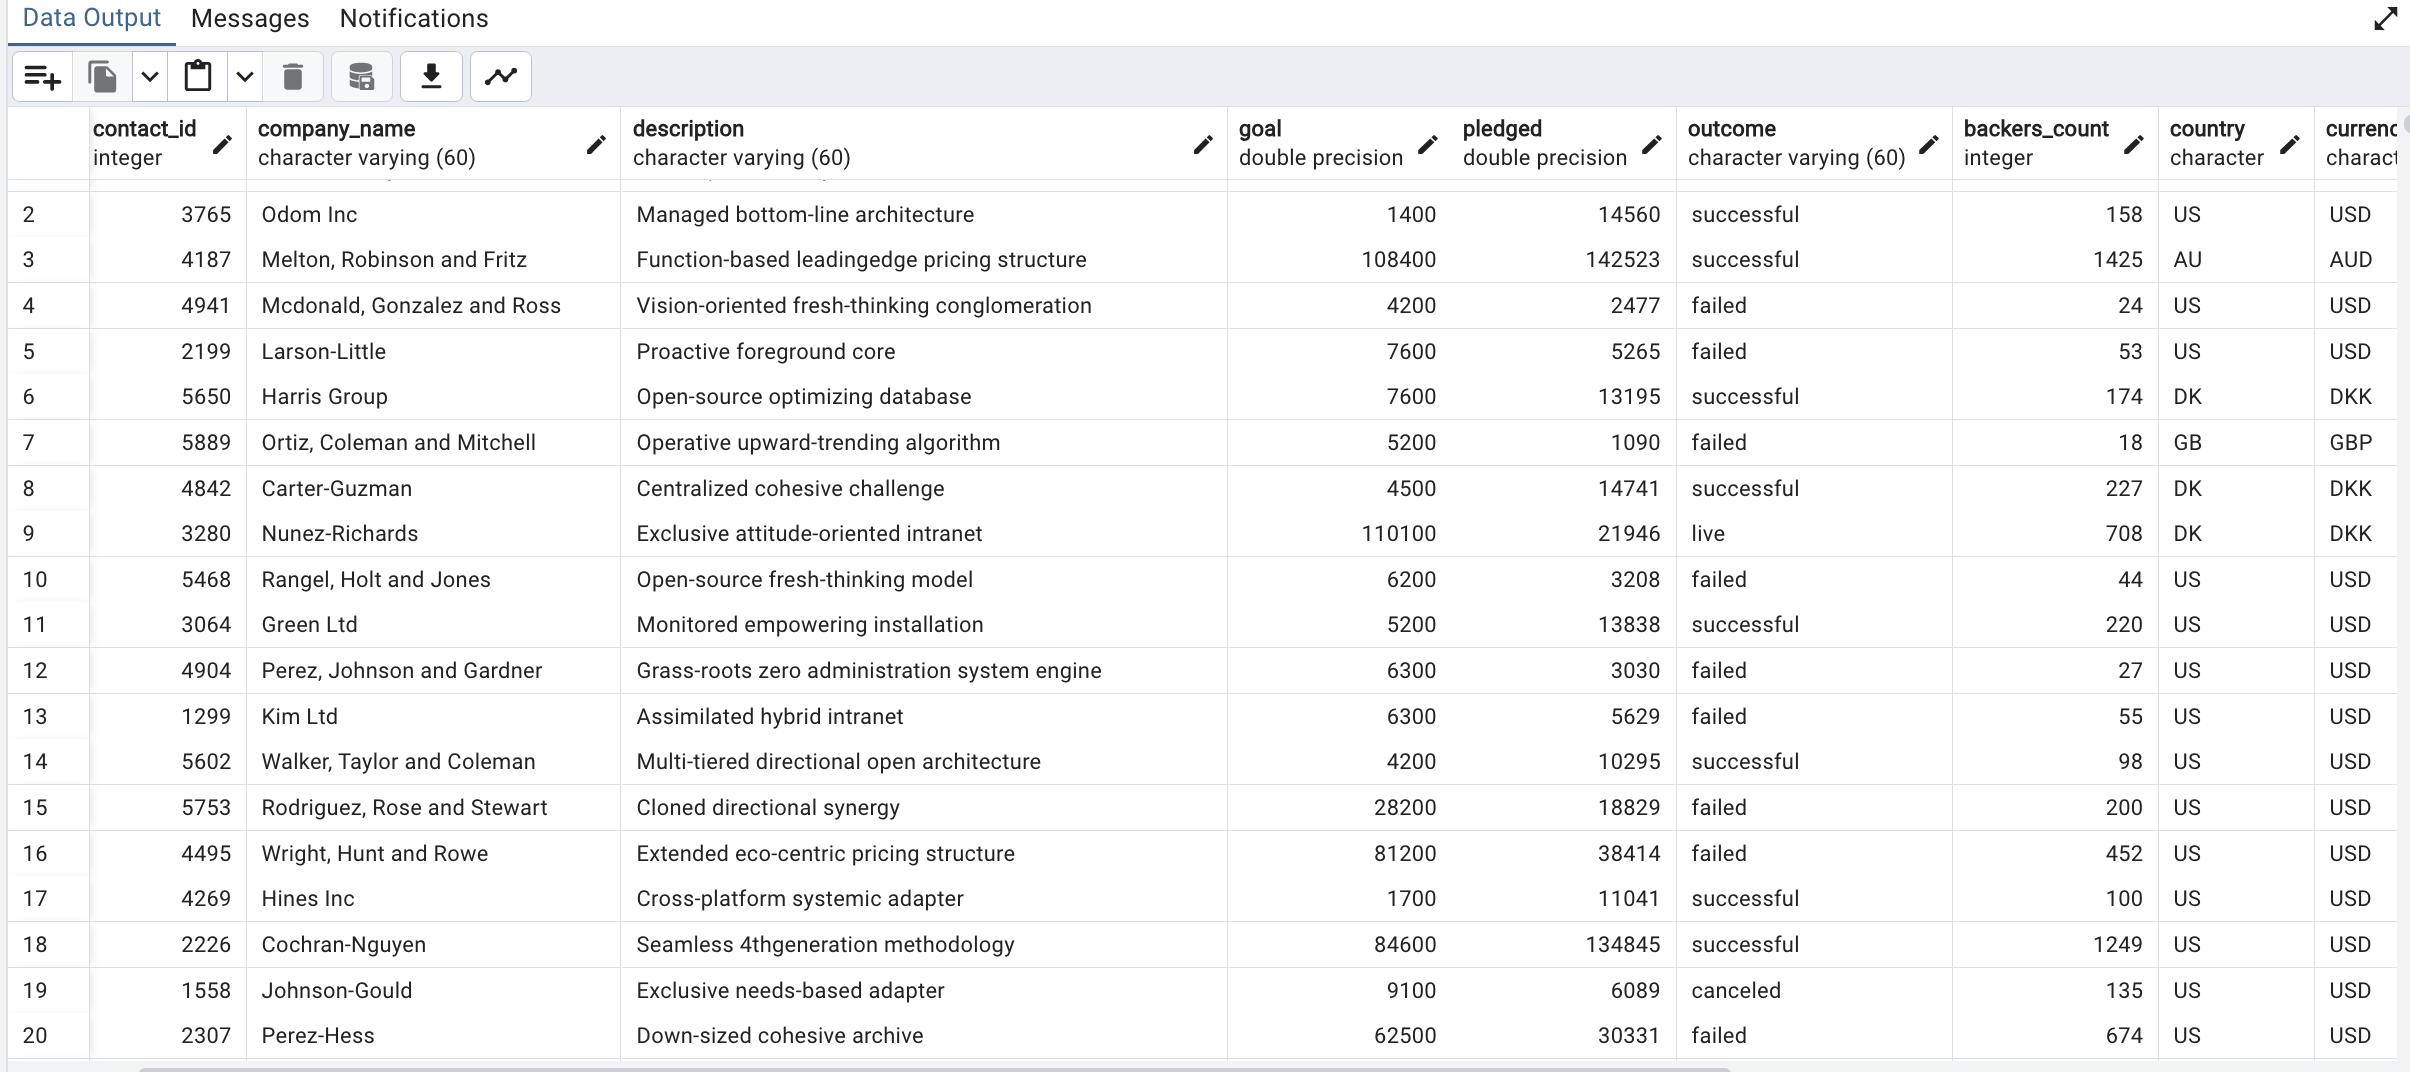 Data Output Messages Notifications
contact_id company_name description goal pledged outcome backers_count country currenc
integer character varying (60) character varying (60) double precision double precision character varying (60) integer character charact
2 3765 Odom Inc Managed bottom-line architecture 1400 14560 successful 158 US USD
3 4187 Melton, Robinson and Fritz Function-based leadingedge pricing structure 108400 142523 successful 1425 AU AUD
4 4941 Mcdonald, Gonzalez and Ross Vision-oriented fresh-thinking conglomeration 4200 2477 failed 24 US USD
5 2199 Larson-Little Proactive foreground core 7600 5265 failed 53 US USD
6 5650 Harris Group Open-source optimizing database 7600 13195 successful 174 DK DKK
7 5889 Ortiz, Coleman and Mitchell Operative upward-trending algorithm 5200 1090 failed 18 GB GBP
8 4842 Carter-Guzman Centralized cohesive challenge 4500 14741 successful 227 DK DKK
9 3280 Nunez-Richards Exclusive attitude-oriented intranet 110100 21946 live 708 DK DKK
10 5468 Rangel, Holt and Jones Open-source fresh-thinking model 6200 3208 failed 44 US USD
11 3064 Green Ltd Monitored empowering installation 5200 13838 successful 220 US USD
12 4904 Perez, Johnson and Gardner Grass-roots zero administration system engine 6300 3030 failed 27 US USD
13 1299 Kim Ltd Assimilated hybrid intranet 6300 5629 failed 55 US USD
14 5602 Walker, Taylor and Coleman Multi-tiered directional open architecture 4200 10295 successful 98 US USD
15 5753 Rodriguez, Rose and Stewart Cloned directional synergy 28200 18829 failed 200 US USD
16 4495 Wright, Hunt and Rowe Extended eco-centric pricing structure 81200 38414 failed 452 US USD
17 4269 Hines Inc Cross-platform systemic adapter 1700 11041 successful 100 US USD
18 2226 Cochran-Nguyen Seamless 4thgeneration methodology 84600 134845 successful 1249 US USD
19 1558 Johnson-Gould Exclusive needs-based adapter 9100 6089 canceled 135 US USD
20 2307 Perez-Hess Down-sized cohesive archive 62500 30331 failed 674 US USD